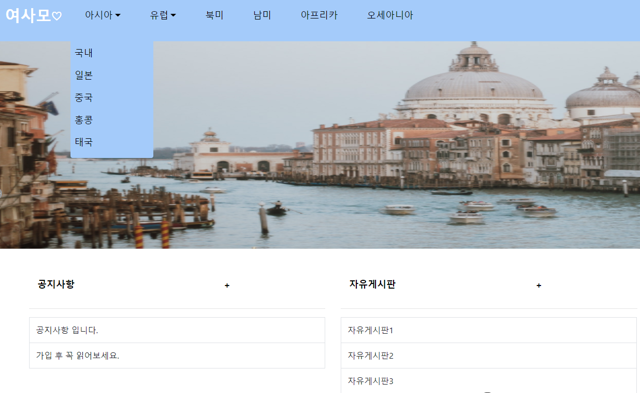 여사모♡ 아시아 유럽 북미 남미 아프리카 오세아니아
국내
일본
중국
홍콩
태국
공지사항 +
공지사항 입니다.
가입 후 꼭 읽어보세요.
자유게시판 +
자유게시판1
자유게시판2
자유게시판3